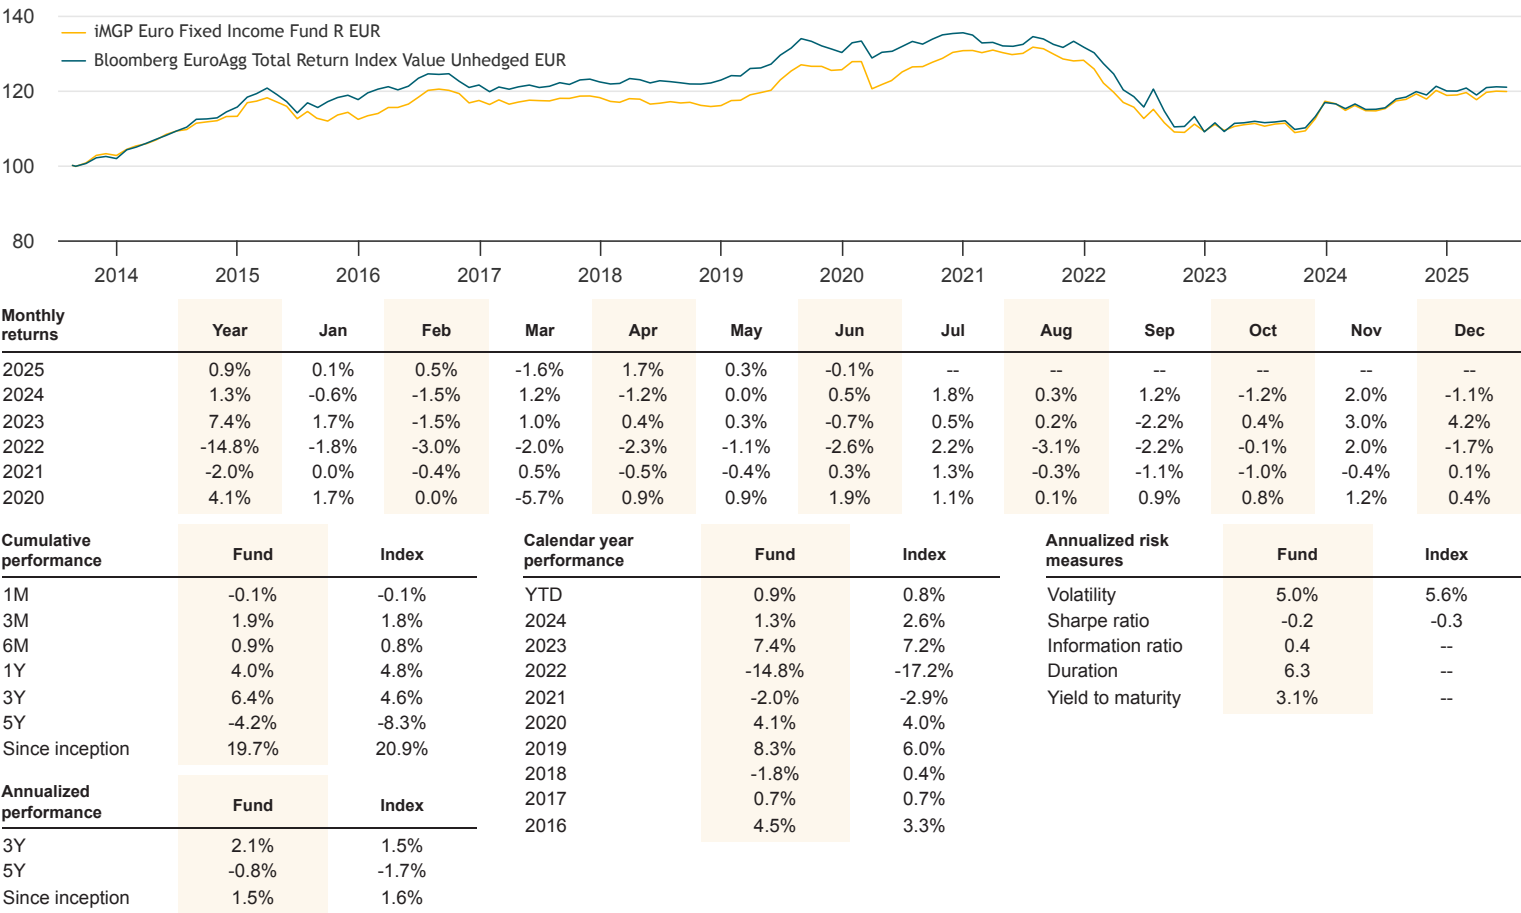 140
120
100
80
iMGP Euro Fixed Income Fund R EUR
Bloomberg EuroAgg Total Return Index Value Unhedged EUR
2014 2015 2016 2017 2018 2019 2020 2021 2022 2023 2024 2025
Monthly returns Year Jan Feb Mar Apr May Jun Jul Aug Sep Oct Nov Dec
2025 0.9% 0.1% 0.5% -1.6% 1.7% 0.3% -0.1% -- -- -- -- -- --
2024 1.3% -0.6% -1.5% 1.2% -1.2% 0.0% 0.5% 1.8% 0.3% 1.2% -1.2% 2.0% -1.1%
2023 7.4% 1.7% -1.5% 1.0% 0.4% 0.3% -0.7% 0.5% 0.2% -2.2% 0.4% 3.0% 4.2%
2022 -14.8% -1.8% -3.0% -2.0% -2.3% -1.1% -2.6% 2.2% -3.1% -2.2% -0.1% 2.0% -1.7%
2021 -2.0% 0.0% -0.4% 0.5% -0.5% -0.4% 0.3% 1.3% -0.3% -1.1% -1.0% -0.4% 0.1%
2020 4.1% 1.7% 0.0% -5.7% 0.9% 0.9% 1.9% 1.1% 0.1% 0.9% 0.8% 1.2% 0.4%
Cumulative performance Fund Index
1M -0.1% -0.1%
3M 1.9% 1.8%
6M 0.9% 0.8%
1Y 4.0% 4.8%
3Y 6.4% 4.6%
5Y -4.2% -8.3%
Since inception 19.7% 20.9%
Annualized performance Fund Index
3Y 2.1% 1.5%
5Y -0.8% -1.7%
Since inception 1.5% 1.6%
Calendar year performance Fund Index
YTD 0.9% 0.8%
2024 1.3% 2.6%
2023 7.4% 7.2%
2022 -14.8% -17.2%
2021 -2.0% -2.9%
2020 4.1% 4.0%
2019 8.3% 6.0%
2018 -1.8% 0.4%
2017 0.7% 0.7%
2016 4.5% 3.3%
Annualized risk measures Fund Index
Volatility 5.0% 5.6%
Sharpe ratio -0.2 -0.3
Information ratio 0.4 --
Duration 6.3 --
Yield to maturity 3.1% --